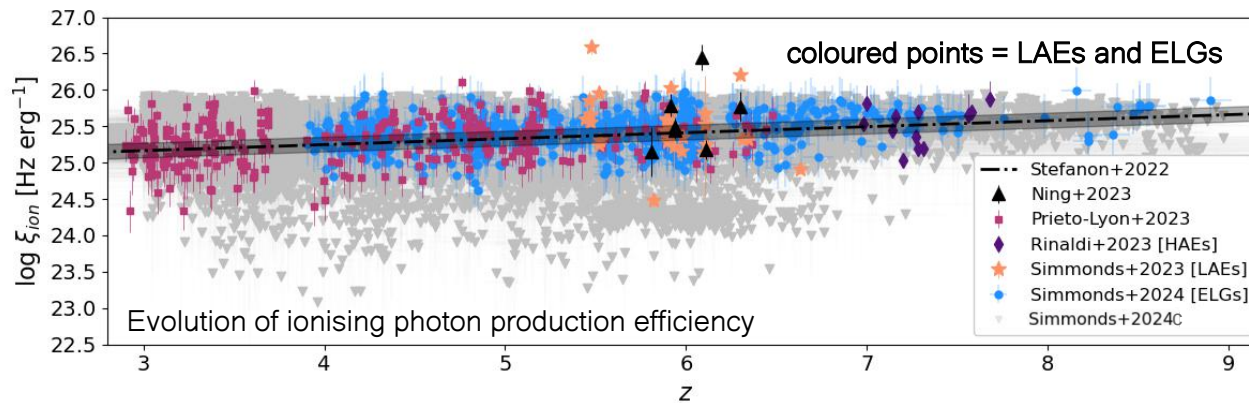 27.0
26.5
26.0
25.5
25.0
24.5
24.0
23.5
23.0
22.5
log ξion [Hz erg−1]
coloured points = LAEs and ELGs
Stefanon+2022
Ning+2023
Prieto-Lyon+2023
Rinaldi+2023 [HAEs]
Simmonds+2023 [LAEs]
Simmonds+2024 [ELGs]
Simmonds+2024C
Evolution of ionising photon production efficiency
3 4 5 6 7 8 9
z